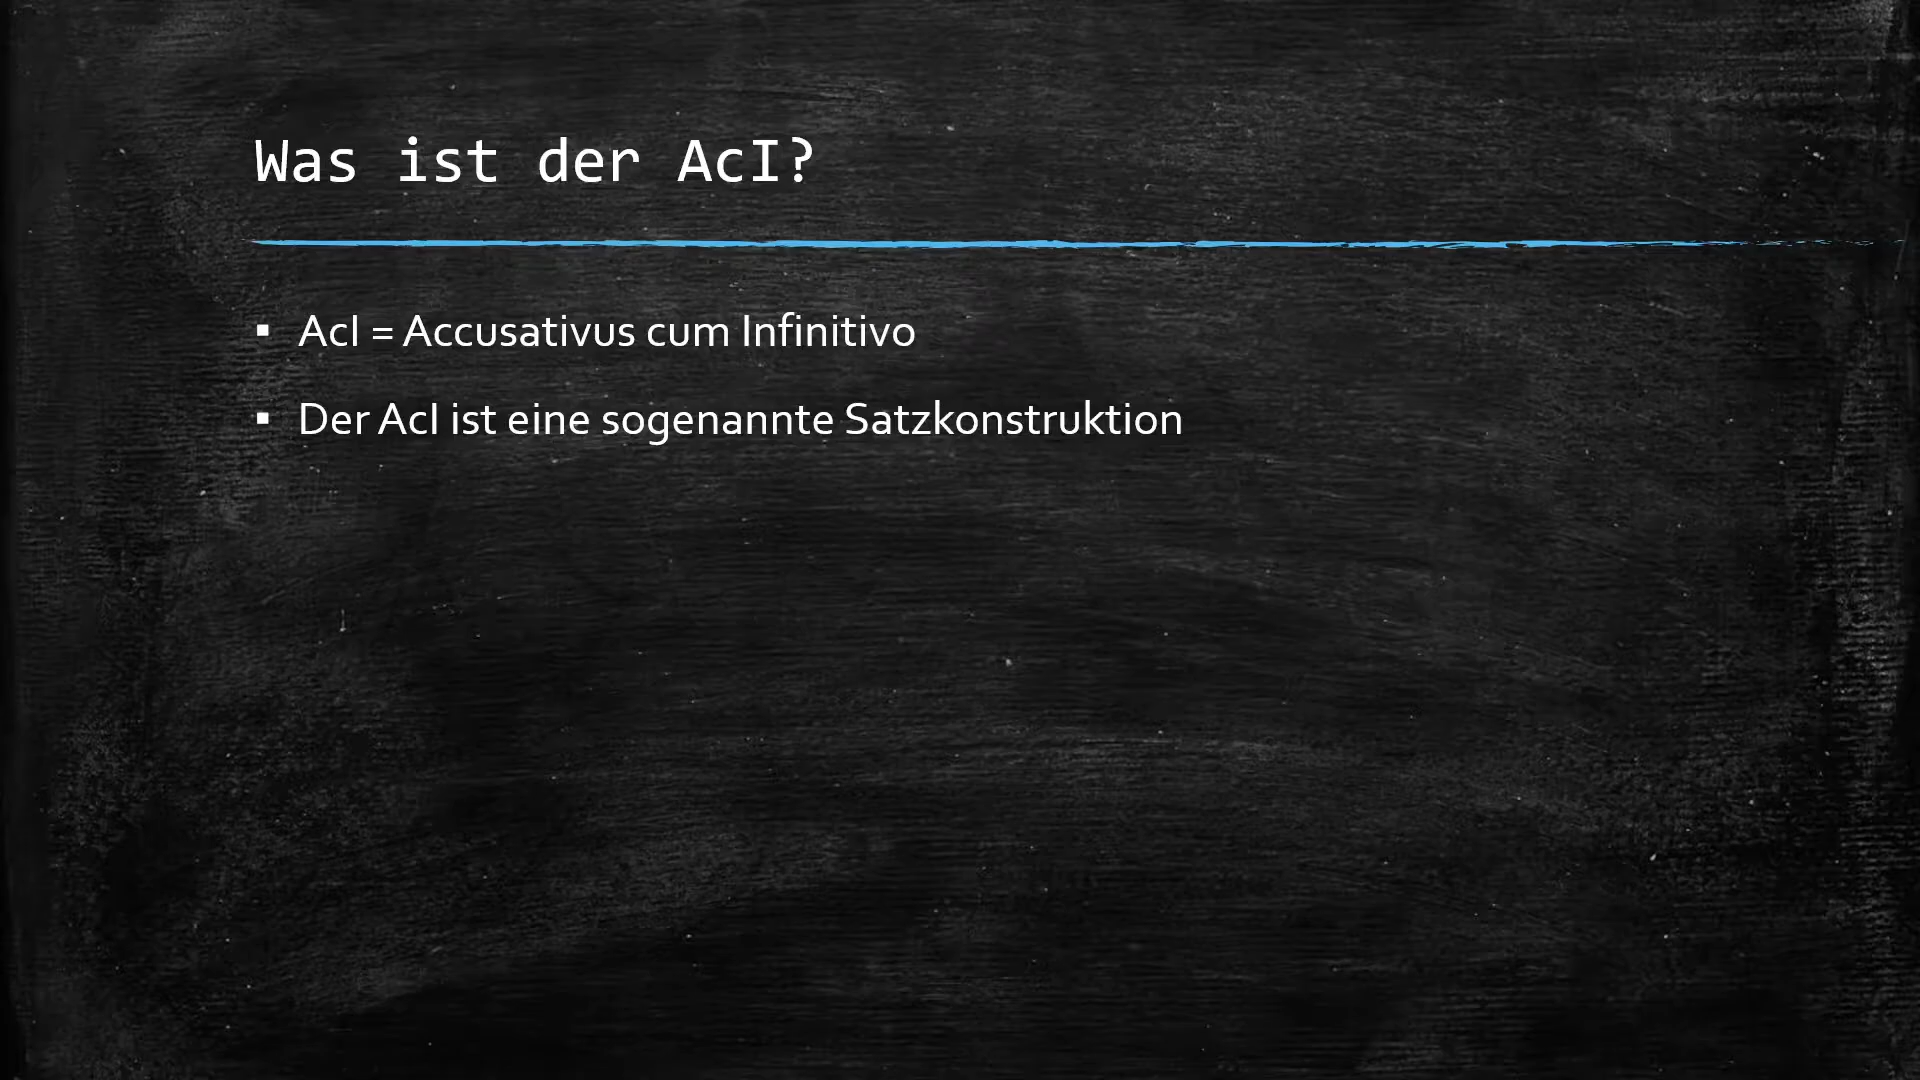 Was ist der AcI?
▪ AcI = Accusativus cum Infinitivo
▪ Der AcI ist eine sogenannte Satzkonstruktion